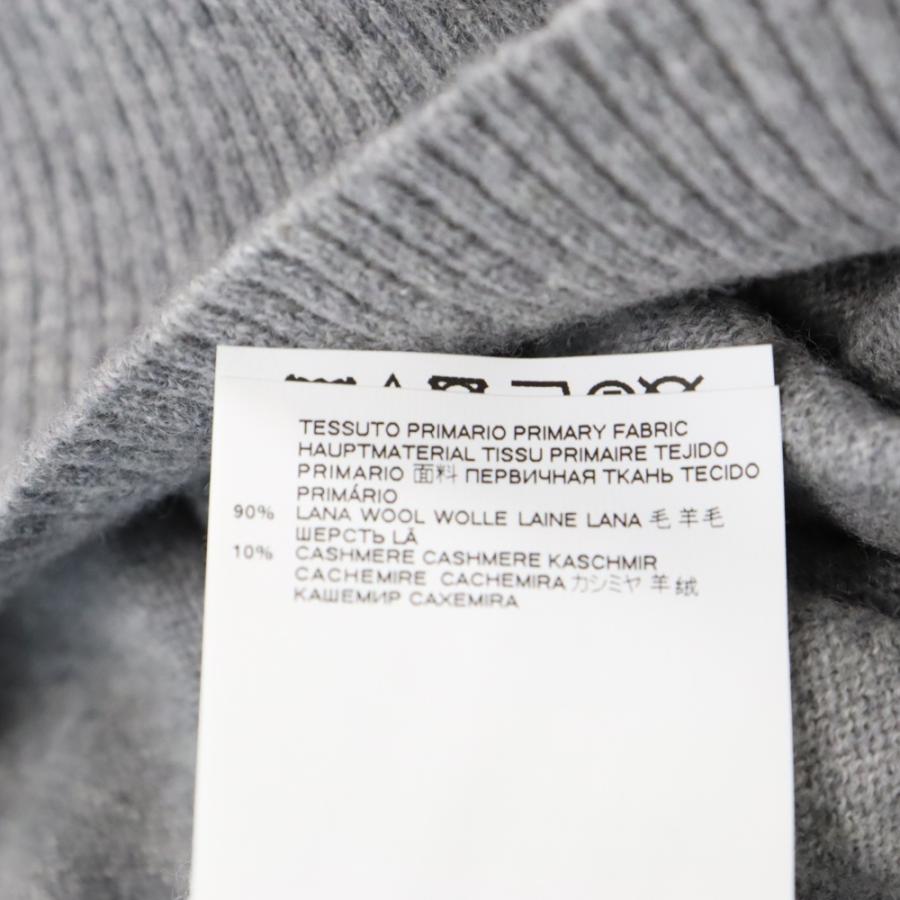 TESSUTO PRIMARIO PRIMARY FABRIC
HAUPTMATERIAL TISSU PRIMAIRE TEJIDO
PRIMARIO 面料 ПЕРВИЧНАЯ ТКАНЬ TECIDO
PRIMÁRIO
90% LANA WOOL WOLLE LAINE LANA 毛 羊毛
ШЕРСТЬ LÃ
10% CASHMERE CASHMERE KASCHMIR
CACHEMIRE CACHEMIRA カシミヤ 羊绒
КАШЕМИР CAXEMIRA